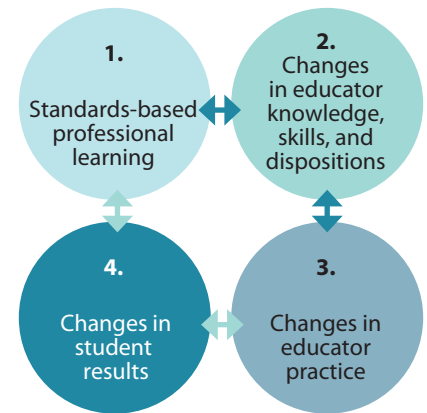 1.
Standards-based
professional
learning
2.
Changes
in educator
knowledge,
skills, and
dispositions
4.
Changes in
student
results
3.
Changes in
educator
practice